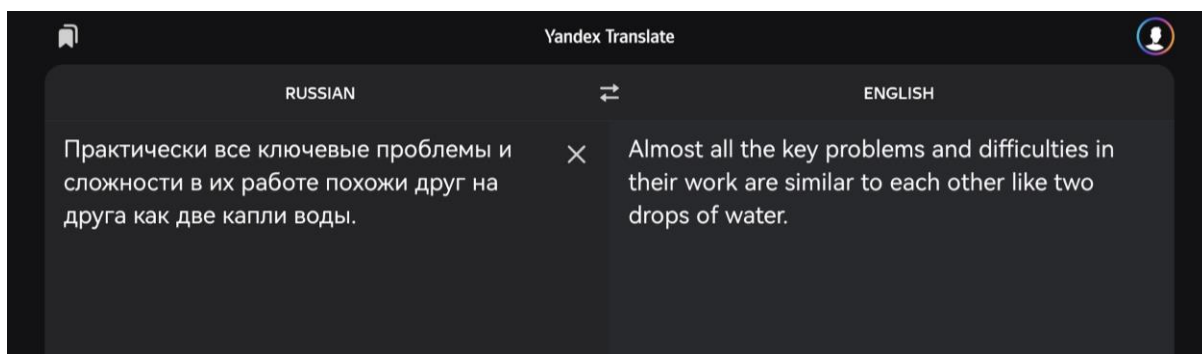 Yandex Translate
RUSSIAN
ENGLISH
Практически все ключевые проблемы и
сложности в их работе похожи друг на
друга как две капли воды.
Almost all the key problems and difficulties in
their work are similar to each other like two
drops of water.